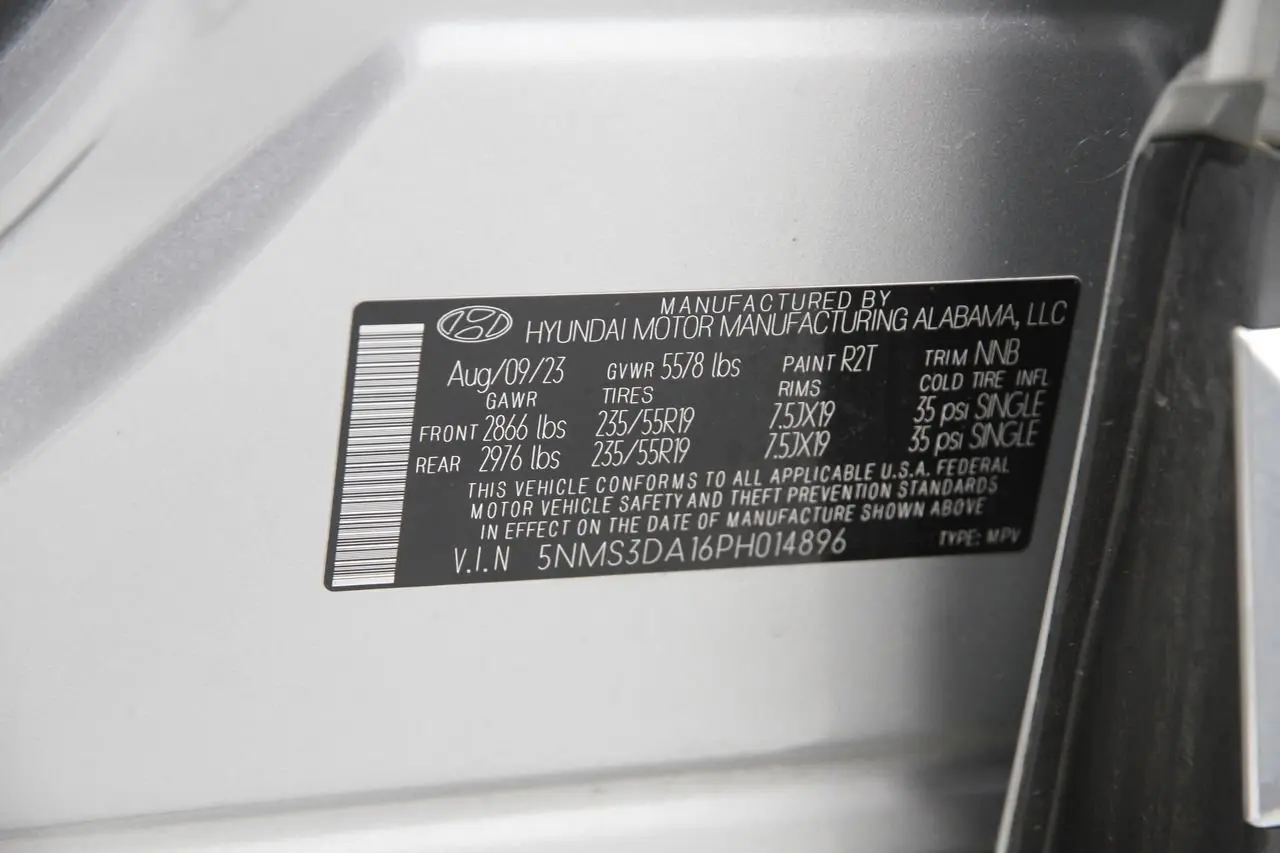 MANUFACTURED BY
HYUNDAI MOTOR MANUFACTURING ALABAMA, LLC
Aug/09/23 GVWR 5578 lbs PAINT R2T TRIM NNB
GAWR TIRES RIMS COLD TIRE INFL
FRONT 2866 lbs 235/55R19 7.5JX19 35 psi SINGLE
REAR 2976 lbs 235/55R19 7.5JX19 35 psi SINGLE
THIS VEHICLE CONFORMS TO ALL APPLICABLE U.S.A. FEDERAL
MOTOR VEHICLE SAFETY AND THEFT PREVENTION STANDARDS
IN EFFECT ON THE DATE OF MANUFACTURE SHOWN ABOVE
V.I.N 5NMS3DA16PH014896 TYPE: MPV